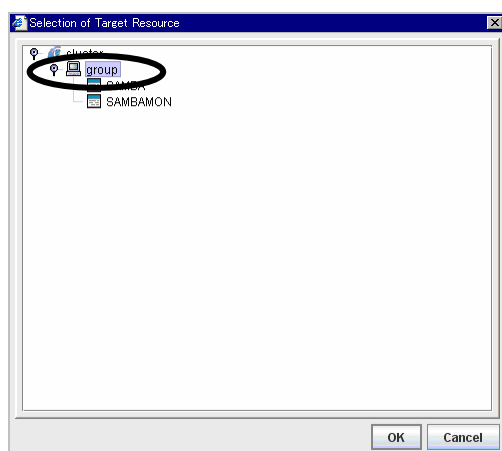 Selection of Target Resource
cluster
group
SAMBA
SAMBAMON
OK
Cancel